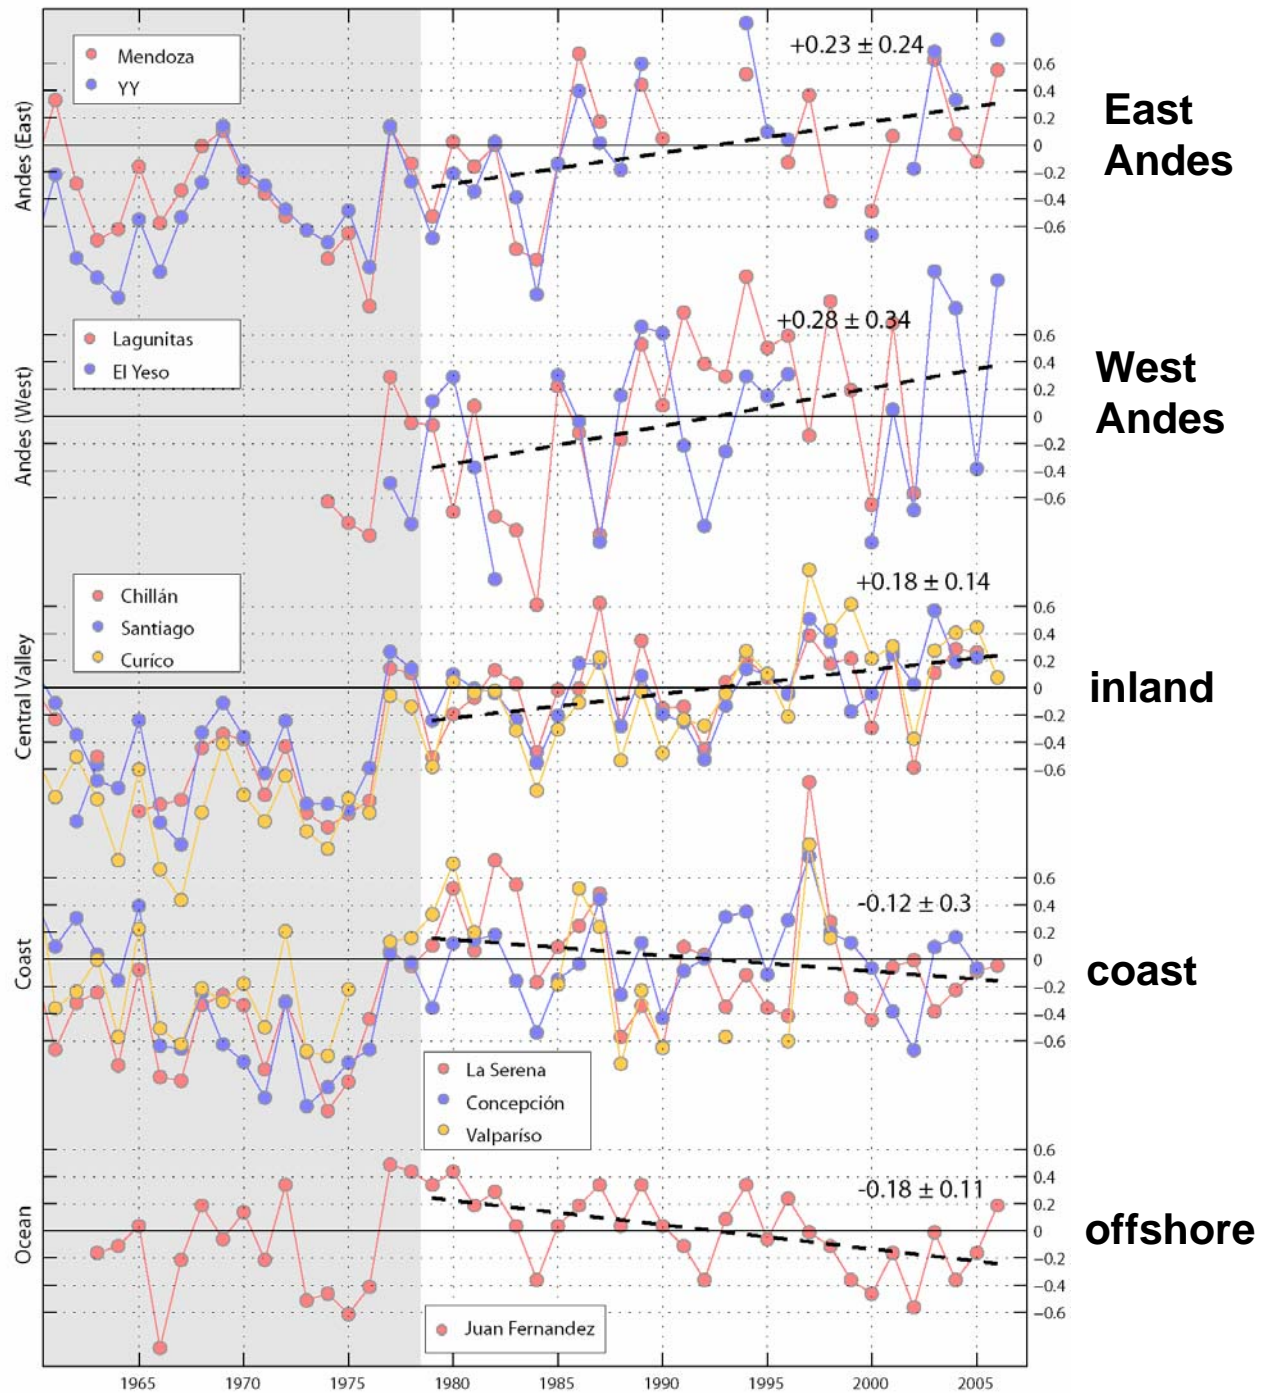 Mendoza
YY
+0.23 ± 0.24
0.6
0.4
0.2
0
−0.2
−0.4
−0.6
Andes (East)
East
Andes
Lagunitas
El Yeso
+0.28 ± 0.34
0.6
0.4
0.2
0
−0.2
−0.4
−0.6
Andes (West)
West
Andes
Chillán
Santiago
Curíco
+0.18 ± 0.14
0.6
0.4
0.2
0
−0.2
−0.4
−0.6
Central Valley
inland
-0.12 ± 0.3
0.6
0.4
0.2
0
−0.2
−0.4
−0.6
Coast
coast
La Serena
Concepción
Valparíso
-0.18 ± 0.11
0.6
0.4
0.2
0
−0.2
−0.4
−0.6
Ocean
offshore
Juan Fernandez
1965 1970 1975 1980 1985 1990 1995 2000 2005